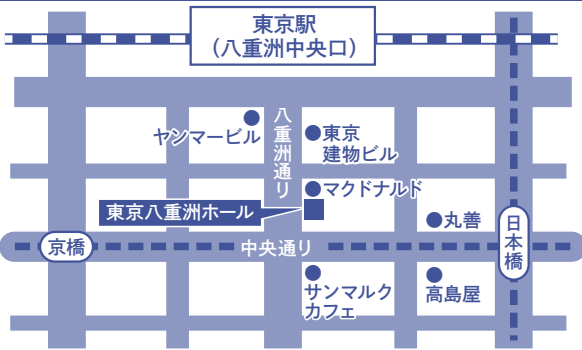 東京駅
（八重洲中央口）
ヤンマービル
八重洲通り
東京
建物ビル
マクドナルド
東京八重洲ホール
丸善
日本橋
京橋
中央通り
サンマルク
カフェ
高島屋